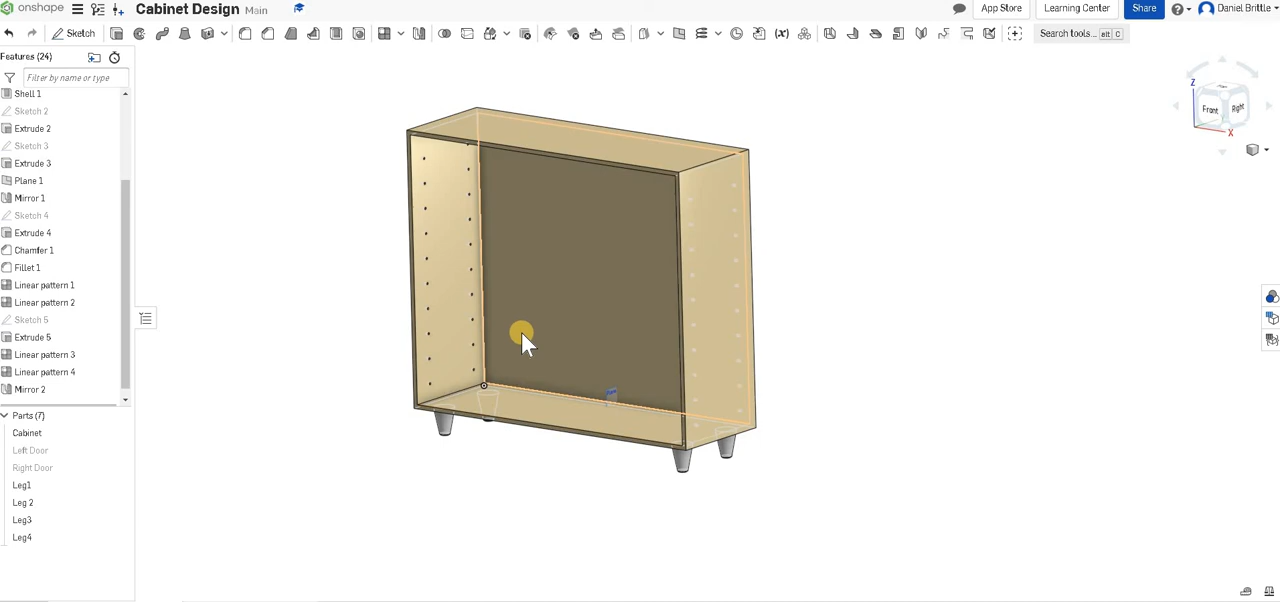 onshape Cabinet Design Main App Store Learning Center Share Daniel Brittle
Sketch Search tools... alt C
Features (24)
Filter by name or type
Shell 1
Sketch 2
Extrude 2
Sketch 3
Extrude 3
Plane 1
Mirror 1
Sketch 4
Extrude 4
Chamfer 1
Fillet 1
Linear pattern 1
Linear pattern 2
Sketch 5
Extrude 5
Linear pattern 3
Linear pattern 4
Mirror 2
Parts (7)
Cabinet
Left Door
Right Door
Leg1
Leg 2
Leg3
Leg4
Z
Front Right
X